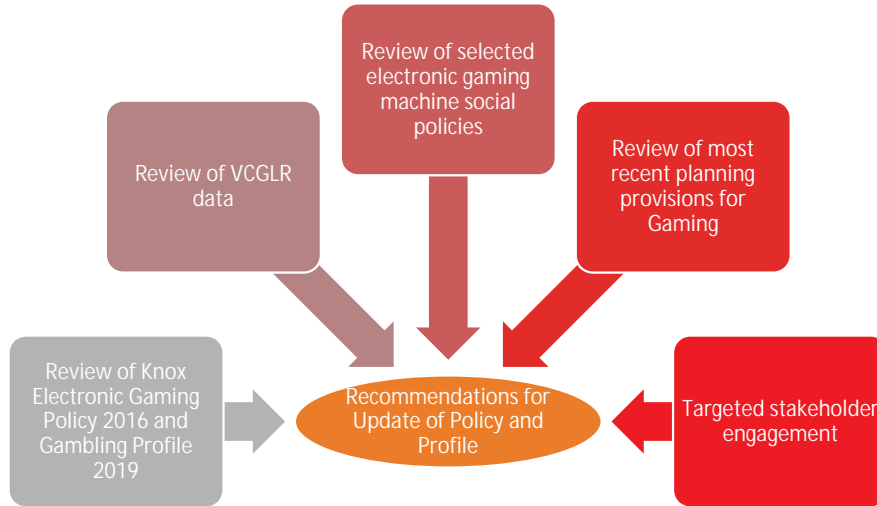 Review of selected
electronic gaming
machine social
policies
Review of VCGLR
data
Review of most
recent planning
provisions for
Gaming
Review of Knox
Electronic Gaming
Policy 2016 and
Gambling Profile
2019
Recommendations for
Update of Policy and
Profile
Targeted stakeholder
engagement